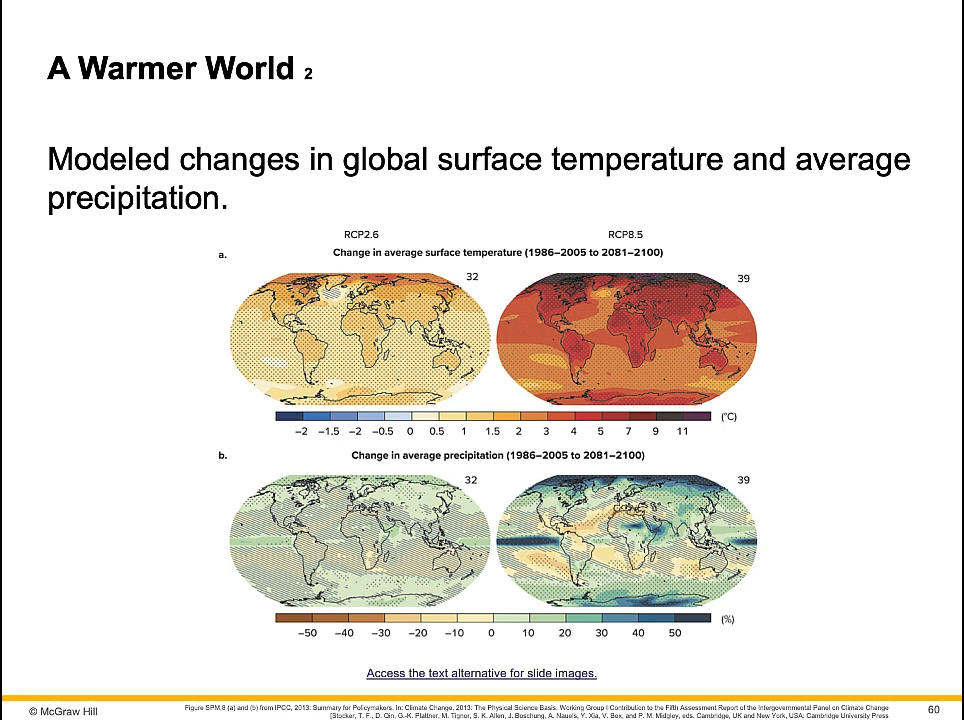 A Warmer World 2
Modeled changes in global surface temperature and average
precipitation.
RCP2.6 RCP8.5
a. Change in average surface temperature (1986–2005 to 2081–2100)
32 39
(°C)
−2 −1.5 −2 −0.5 0 0.5 1 1.5 2 3 4 5 7 9 11
b. Change in average precipitation (1986–2005 to 2081–2100)
32 39
(%)
−50 −40 −30 −20 −10 0 10 20 30 40 50
Access the text alternative for slide images.
© McGraw Hill
Figure SPM.8 (a) and (b) from IPCC, 2013: Summary for Policymakers. In: Climate Change, 2013: The Physical Science Basis. Working Group I Contribution to the Fifth Assessment Report of the Intergovernmental Panel on Climate Change
[Stocker, T. F., D. Qin, G.-K. Plattner, M. Tignor, S. K. Allen, J. Boschung, A. Nauels, Y. Xia, V. Bex, and P. M. Midgley, eds. Cambridge, UK and New York, USA: Cambridge University Press
60